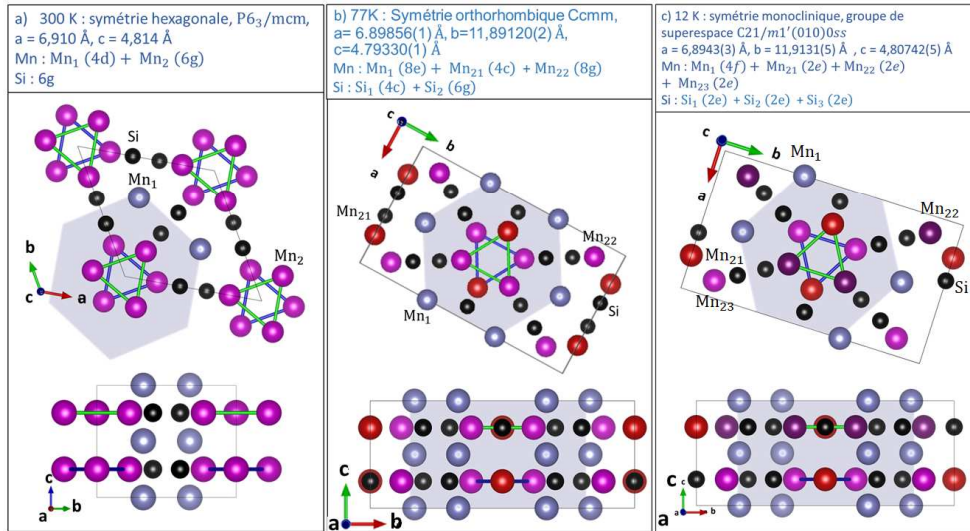 a) 300 K : symétrie hexagonale, P6₃/mcm,
a = 6,910 Å, c = 4,814 Å
Mn : Mn₁ (4d) + Mn₂ (6g)
Si : 6g
Si
Mn₁
Mn₂
b
c
a
c
a
b
b) 77K : Symétrie orthorhombique Ccmm,
a= 6.89856(1) Å, b=11,89120(2) Å,
c=4.79330(1) Å
Mn : Mn₁ (8e) + Mn₂₁ (4c) + Mn₂₂ (8g)
Si : Si₁ (4c) + Si₂ (6g)
c
b
a
Mn₂₁
Mn₂₂
Mn₁
Si
c
a
b
c) 12 K : symétrie monoclinique, groupe de
superespace C21/m1′(010)0ss
a = 6,8943(3) Å, b = 11,9131(5) Å , c = 4,80742(5) Å
Mn : Mn₁ (4f) + Mn₂₁ (2e) + Mn₂₂ (2e)
+ Mn₂₃ (2e)
Si : Si₁ (2e) + Si₂ (2e) + Si₃ (2e)
c
b
a
Mn₁
Mn₂₂
Mn₂₁
Mn₂₃
Si
c
c
a
b